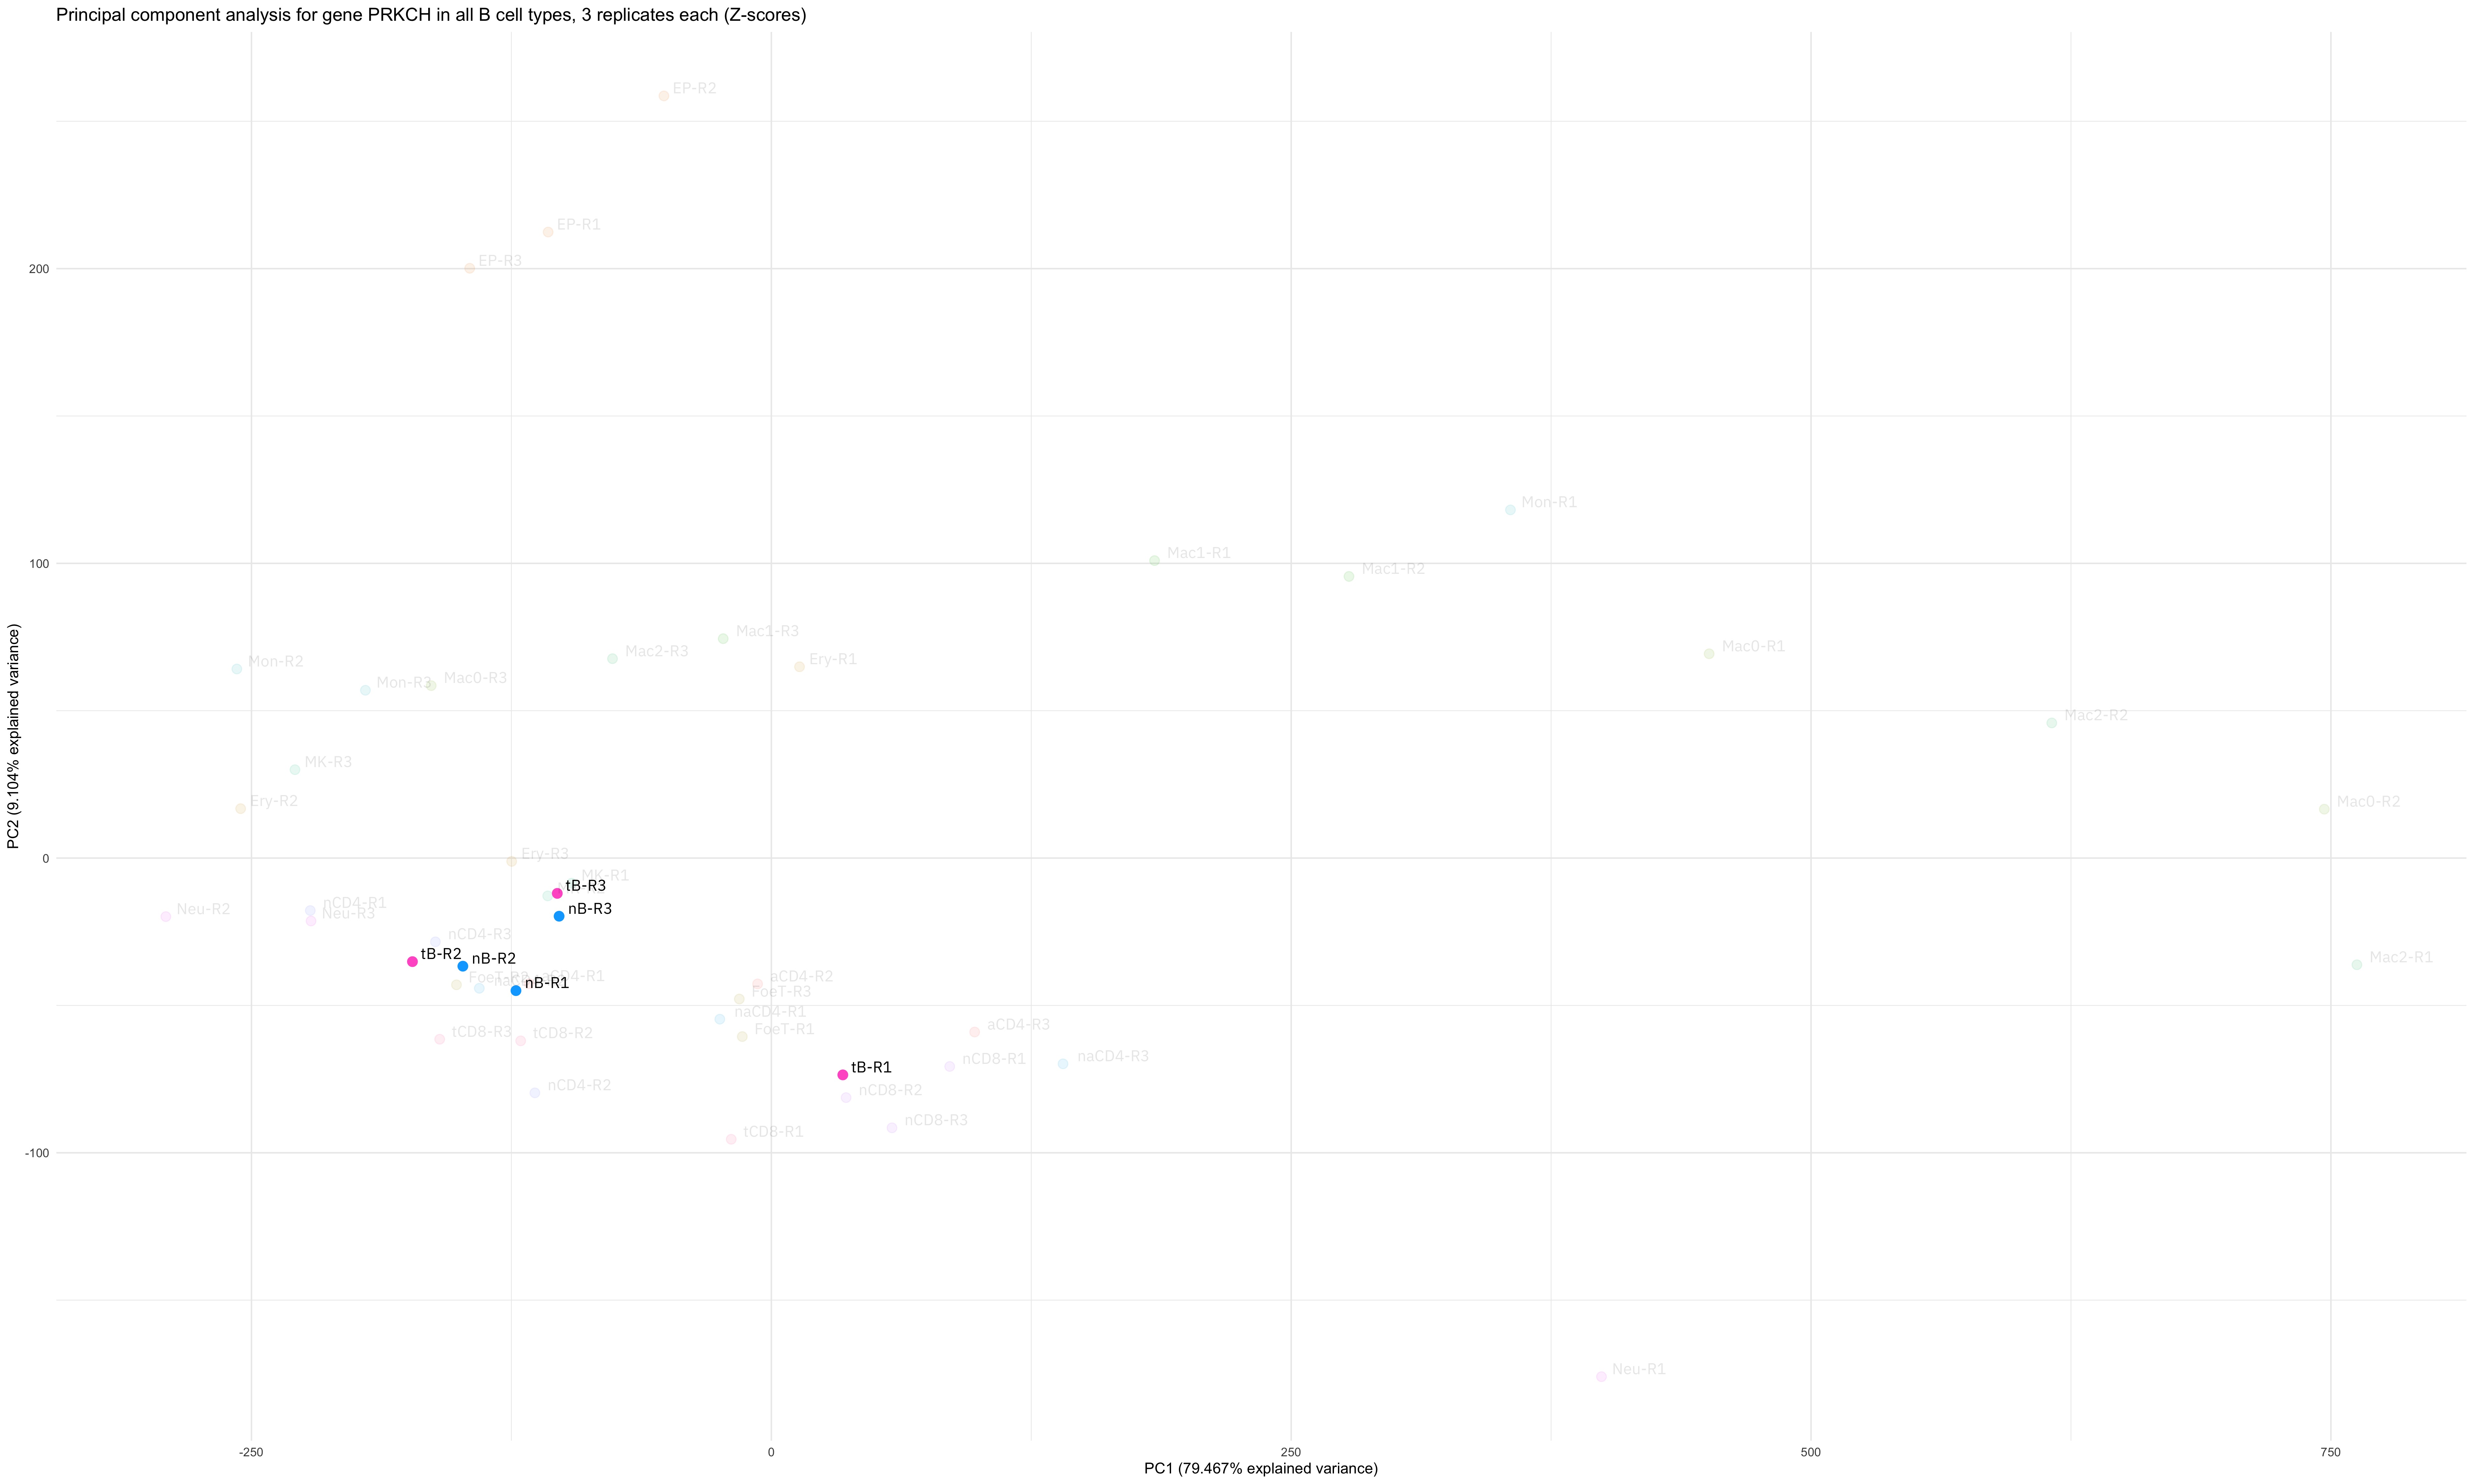 Principal component analysis for gene PRKCH in all B cell types, 3 replicates each (Z-scores)
EP-R2
EP-R1
EP-R3
200
Mon-R1
Mac1-R1
Mac1-R2
100
Mac1-R3
Mac2-R3
Ery-R1
Mac0-R1
Mon-R2
Mon-R3
Mac0-R3
Mac2-R2
MK-R3
Ery-R2
Mac0-R2
PC2 (9.104% explained variance)
0
Ery-R3
MK-R1
tB-R3
nCD4-R1
Neu-R2
Neu-R3
nB-R3
nCD4-R3
tB-R2
nB-R2
Mac2-R1
aCD4-R1
aCD4-R2
nB-R1
FoeT-R3
naCD4-R1
FoeT-R1
aCD4-R3
tCD8-R3
tCD8-R2
nCD8-R1
naCD4-R3
tB-R1
nCD4-R2
nCD8-R2
nCD8-R3
tCD8-R1
-100
Neu-R1
-250
0
250
500
750
PC1 (79.467% explained variance)